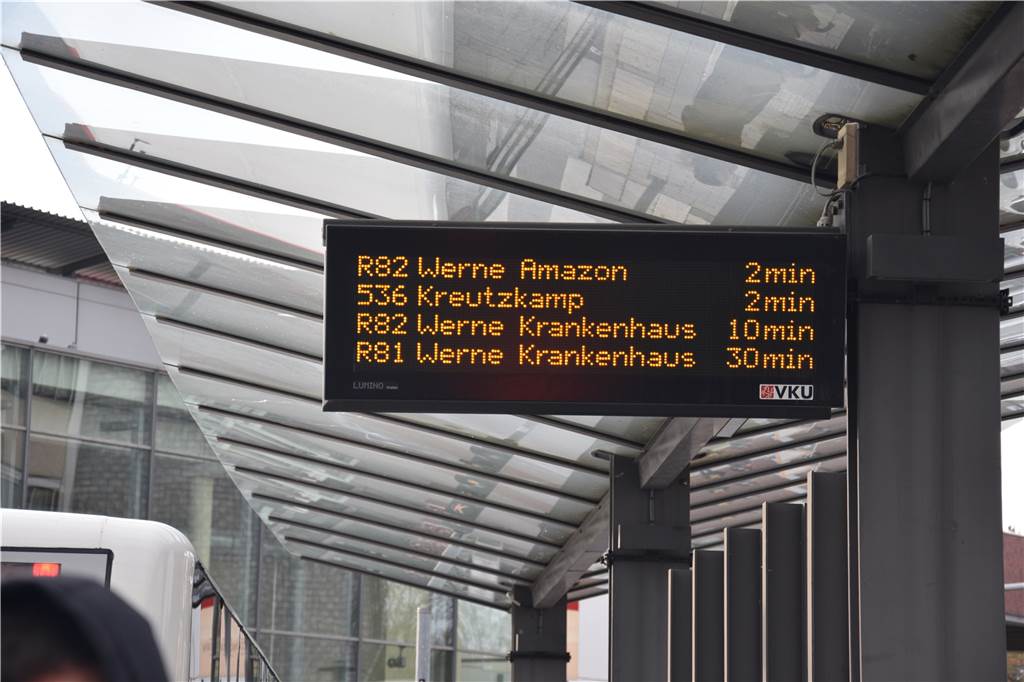 R82 Werne Amazon 2min
536 Kreutzkamp 2min
R82 Werne Krankenhaus 10min
R81 Werne Krankenhaus 30min
LUMINO
VKU